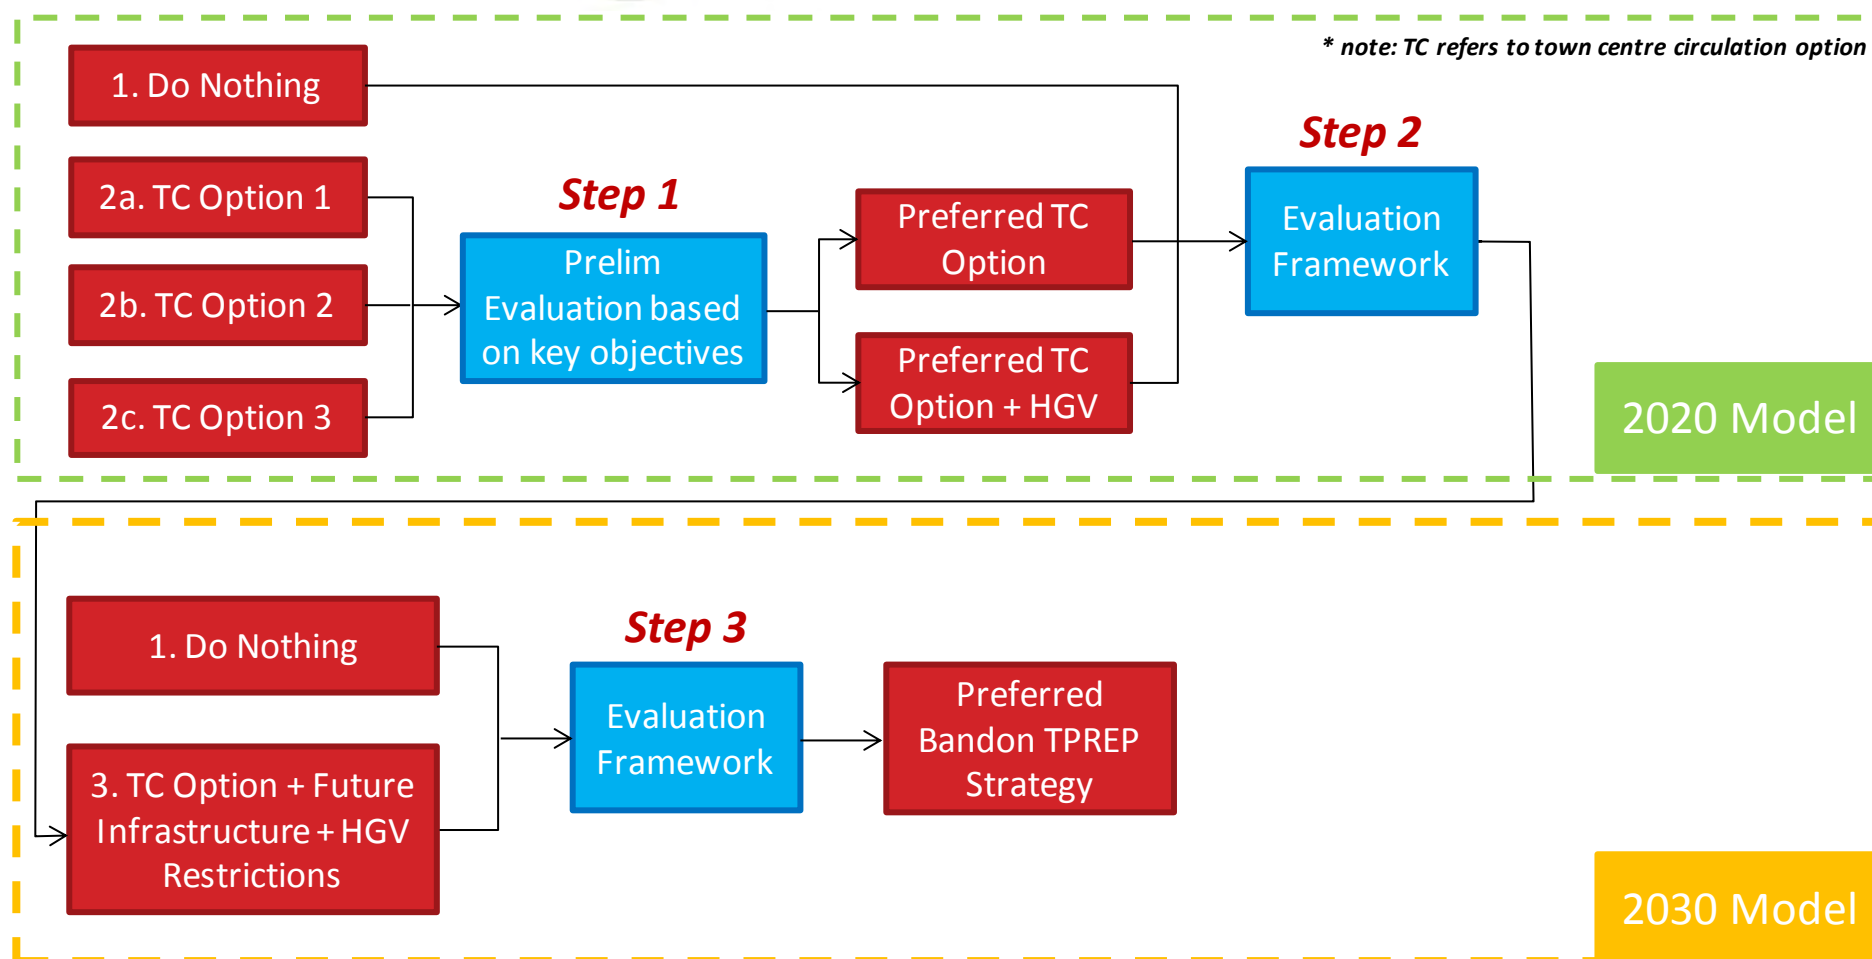 * note: TC refers to town centre circulation option
1. Do Nothing
2a. TC Option 1
2b. TC Option 2
2c. TC Option 3
Step 1
Prelim
Evaluation based
on key objectives
Preferred TC
Option
Preferred TC
Option + HGV
Step 2
Evaluation
Framework
2020 Model
1. Do Nothing
3. TC Option + Future
Infrastructure + HGV
Restrictions
Step 3
Evaluation
Framework
Preferred
Bandon TPREP
Strategy
2030 Model